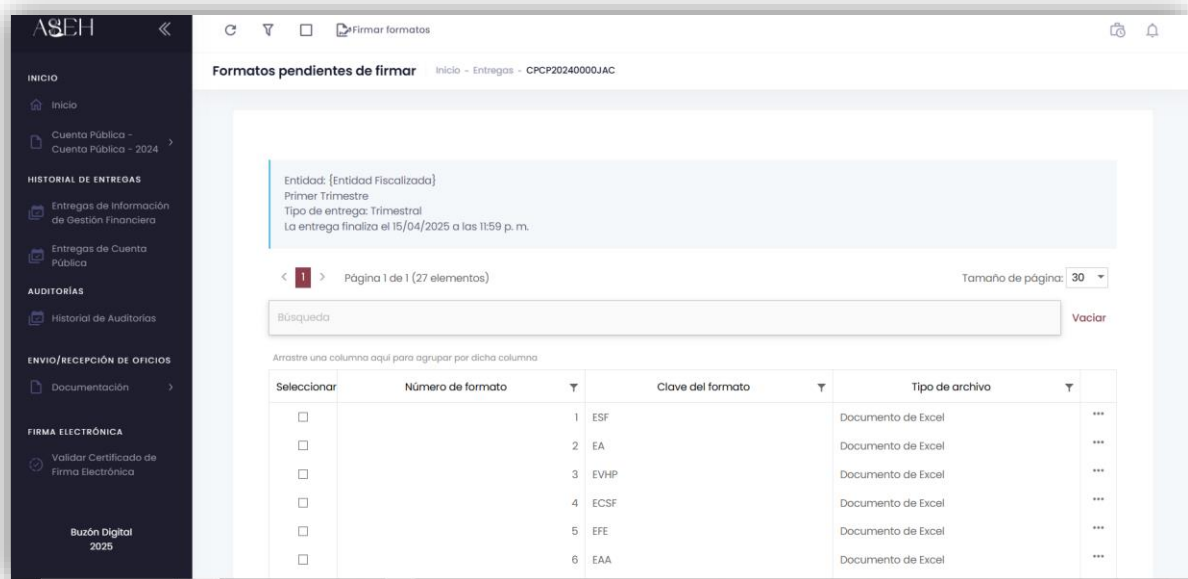 ASEH
Firmar formatos
Formatos pendientes de firmar Inicio - Entregas - CPCP20240000JAC
INICIO
Inicio
Cuenta Pública -
Cuenta Pública - 2024
HISTORIAL DE ENTREGAS
Entregas de Información
de Gestión Financiera
Entregas de Cuenta
Pública
AUDITORÍAS
Historial de Auditorias
ENVIO/RECEPCIÓN DE OFICIOS
Documentación
FIRMA ELECTRÓNICA
Validar Certificado de
Firma Electrónica
Buzón Digital
2025
Entidad: {Entidad Fiscalizada}
Primer Trimestre
Tipo de entrega: Trimestral
La entrega finaliza el 15/04/2025 a las 11:59 p. m.
1 Página 1 de 1 (27 elementos) Tamaño de página: 30
Búsqueda Vaciar
Arrastre una columna aquí para agrupar por dicha columna
Seleccionar Número de formato Clave del formato Tipo de archivo
1 ESF Documento de Excel
2 EA Documento de Excel
3 EVHP Documento de Excel
4 ECSF Documento de Excel
5 EFE Documento de Excel
6 EAA Documento de Excel